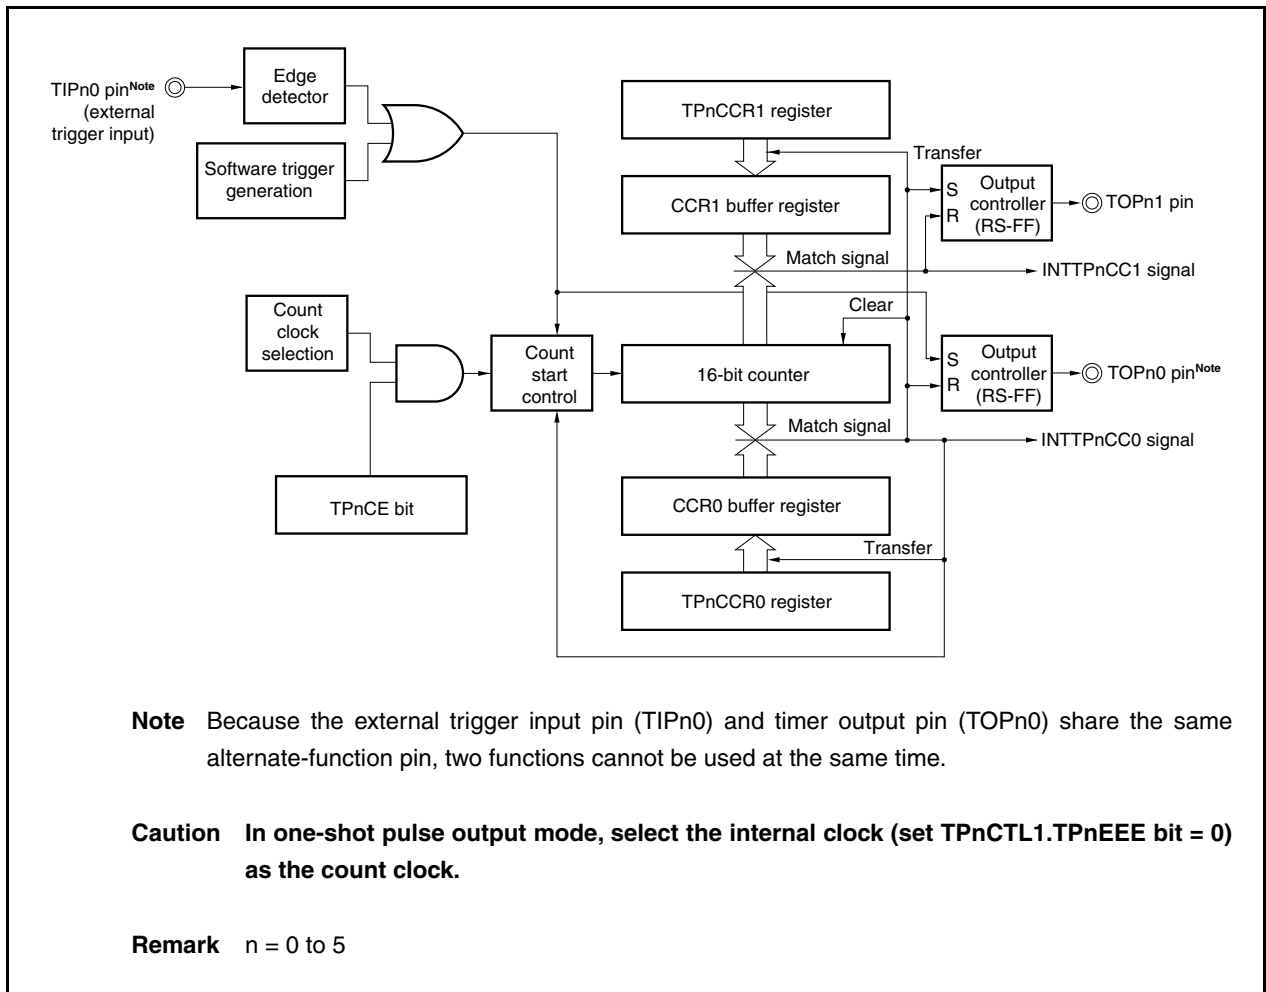 TIPn0 pinNote
(external
trigger input)
Edge
detector
Software trigger
generation
TPnCCR1 register
Transfer
CCR1 buffer register
S
R
Output
controller
(RS-FF)
TOPn1 pin
Match signal
INTTPnCC1 signal
Count
clock
selection
Clear
Count
start
control
16-bit counter
S
R
Output
controller
(RS-FF)
TOPn0 pinNote
Match signal
INTTPnCC0 signal
TPnCE bit
CCR0 buffer register
Transfer
TPnCCR0 register
Note Because the external trigger input pin (TIPn0) and timer output pin (TOPn0) share the same
alternate-function pin, two functions cannot be used at the same time.
Caution In one-shot pulse output mode, select the internal clock (set TPnCTL1.TPnEEE bit = 0)
as the count clock.
Remark n = 0 to 5